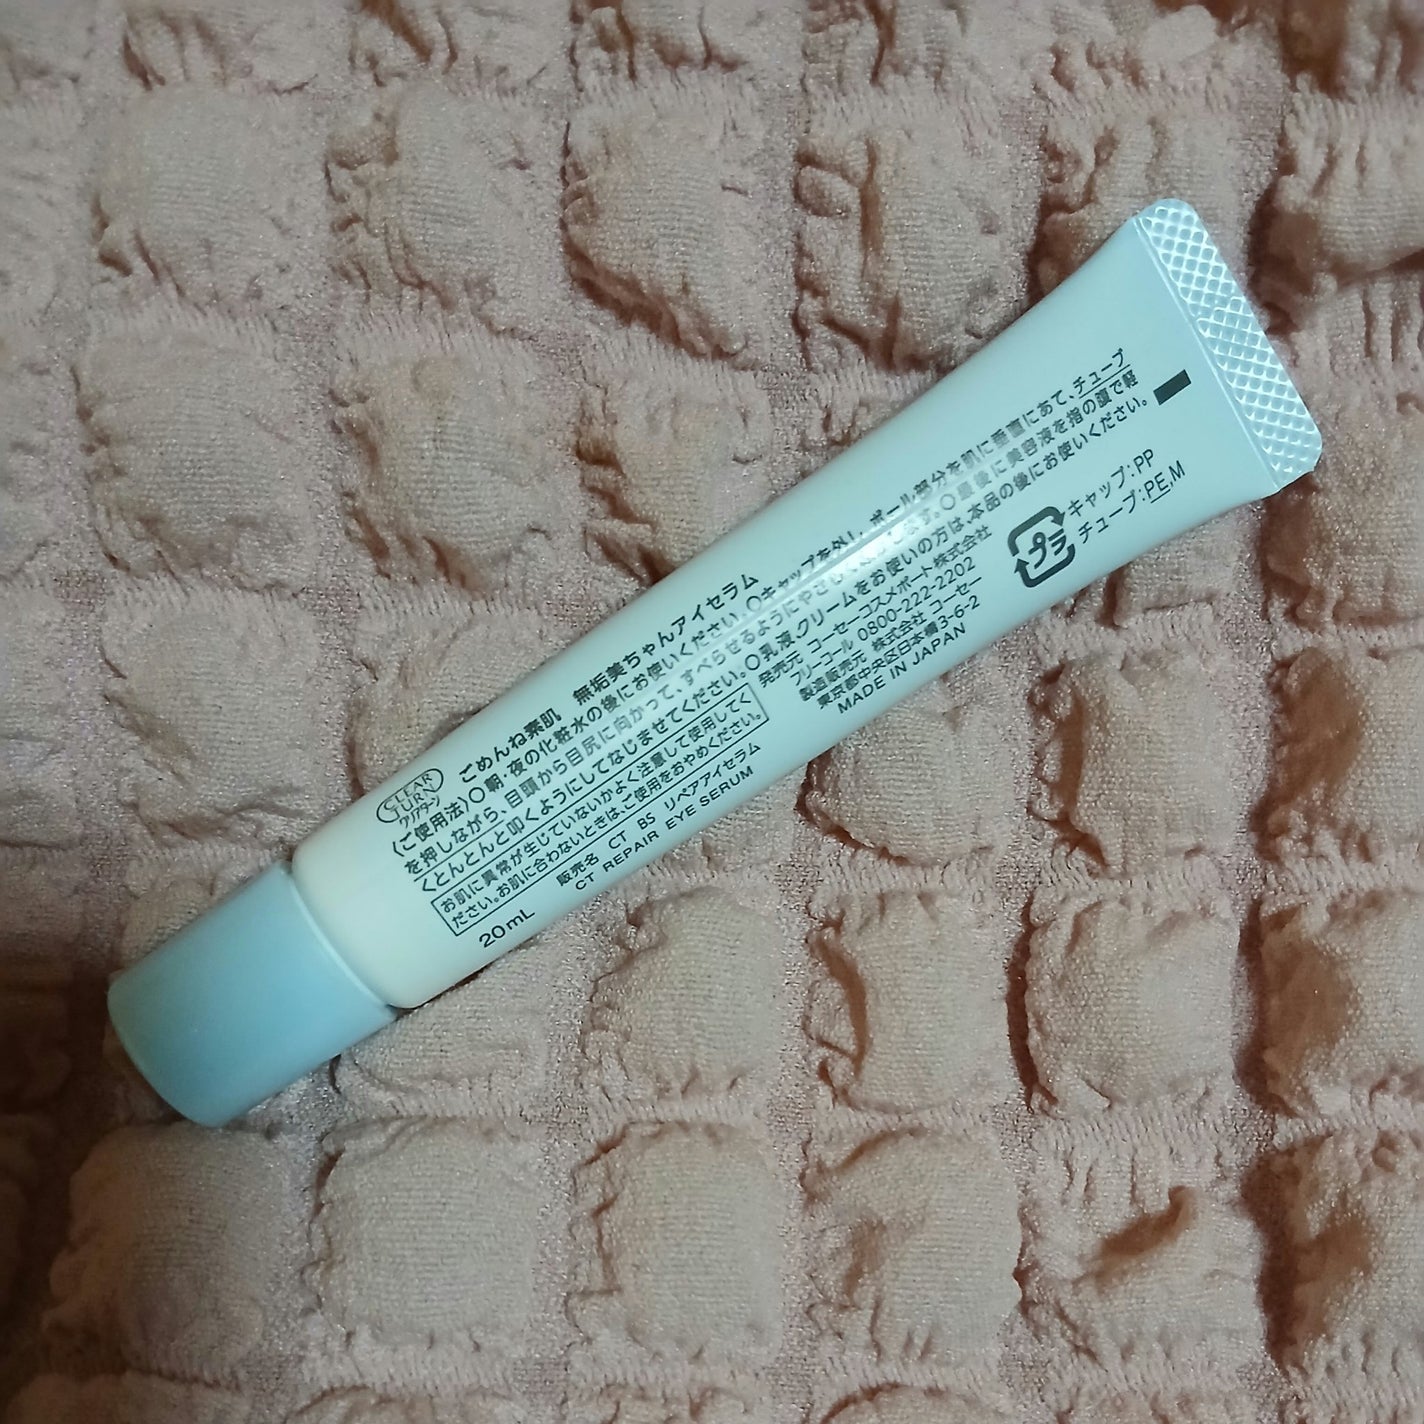 CLEAR
TURN
クリアターン
ごめんね素肌 無垢美ちゃんアイセラム
〈ご使用法〉○朝・夜の化粧水の後にお使いください。○キャップを外し、ボール部分を肌に垂直にあて、チューブ
を押しながら、目頭から目尻に向かって、すべらせるようにやさしく
○最後に美容液を指の腹で軽
くとんとんと叩くようにしてなじませてください。○乳液、クリームをお使いの方は、本品の後にお使いください。
お肌に異常が生じていないかよく注意して使用してく
ださい。お肌に合わないときは、ご使用をおやめください。
販売名 CT BS リペアアイセラム
CT REPAIR EYE SERUM
20mL
発売元 コーセーコスメポート株式会社
フリーコール 0800-222-2202
製造販売元 株式会社 コーセー
東京都中央区日本橋3-6-2
MADE IN JAPAN
プラ
キャップ:PP
チューブ:PE,M